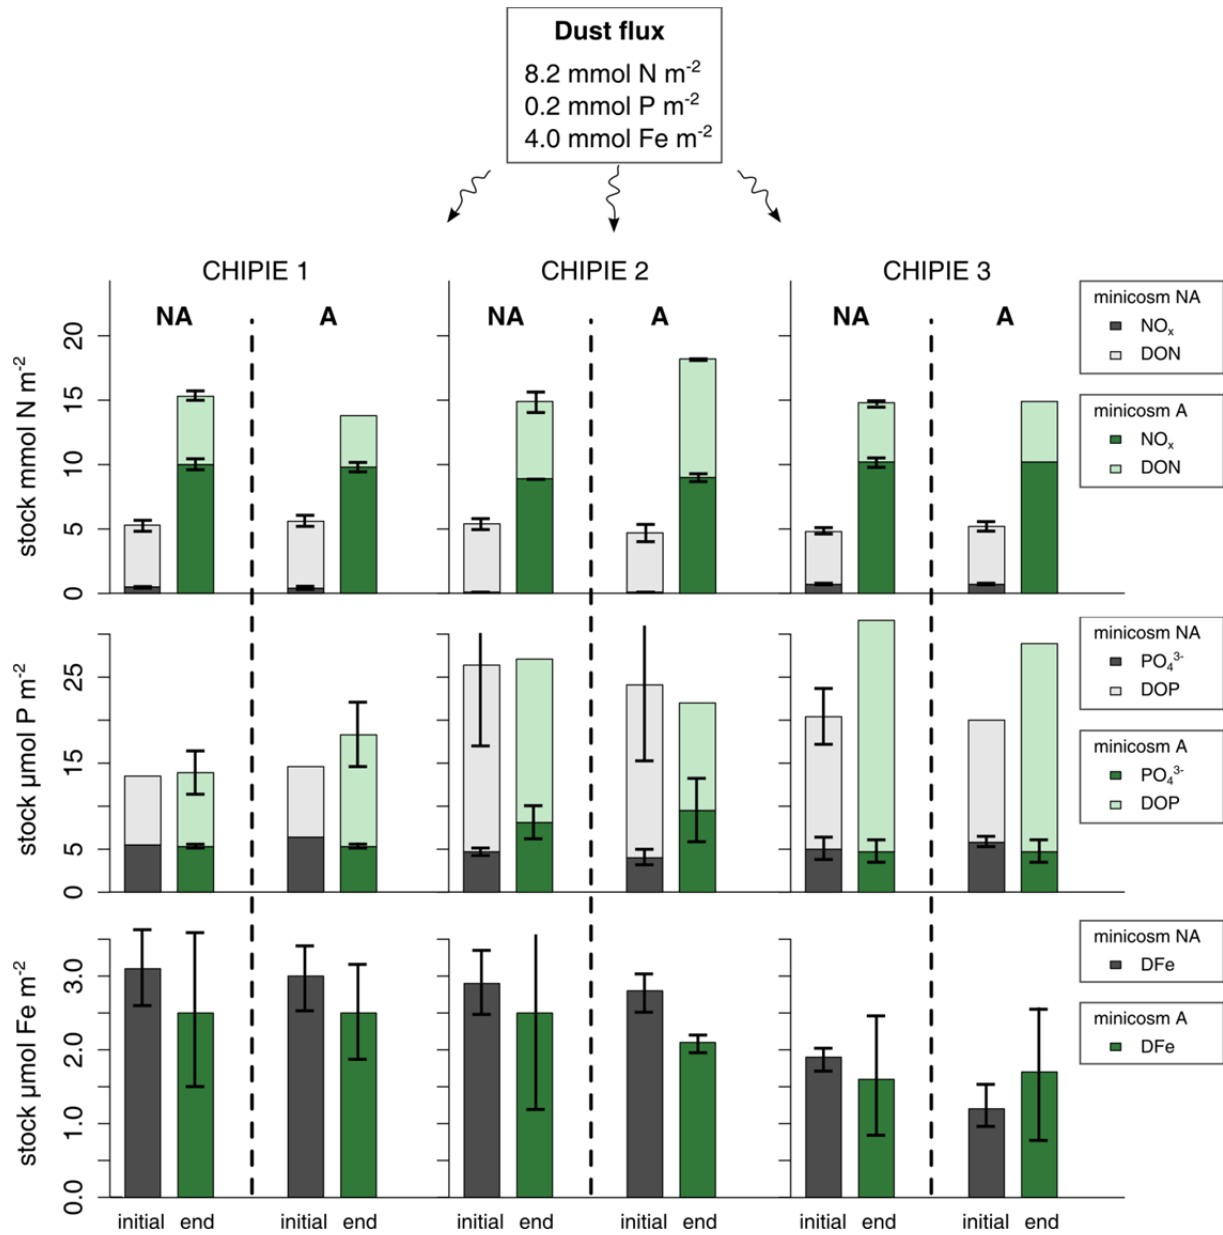 Dust flux
8.2 mmol N m⁻²
0.2 mmol P m⁻²
4.0 mmol Fe m⁻²
CHIPIE 1
CHIPIE 2
CHIPIE 3
NA
A
NA
A
NA
A
stock mmol N m⁻²
20
15
10
5
0
minicosm NA
NOₓ
DON
minicosm A
NOₓ
DON
stock µmol P m⁻²
25
15
5
0
minicosm NA
PO₄³⁻
DOP
minicosm A
PO₄³⁻
DOP
stock µmol Fe m⁻²
3.0
2.0
1.0
0.0
minicosm NA
DFe
minicosm A
DFe
initial end initial end initial end initial end initial end initial end